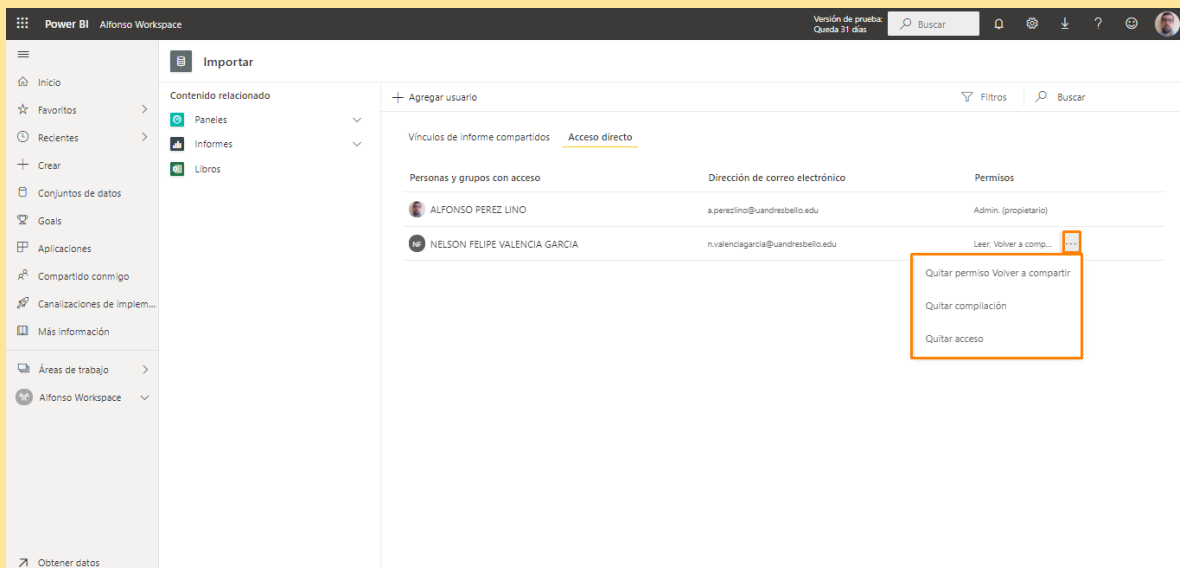 Power BI Alfonso Workspace
Versión de prueba:
Queda 31 días
Buscar
Importar
Inicio
Favoritos
Recientes
Crear
Conjuntos de datos
Goals
Aplicaciones
Compartido conmigo
Canalizaciones de implem...
Más información
Áreas de trabajo
Alfonso Workspace
Obtener datos
Contenido relacionado
Paneles
Informes
Libros
Agregar usuario
Filtros
Buscar
Vínculos de informe compartidos Acceso directo
Personas y grupos con acceso Dirección de correo electrónico Permisos
ALFONSO PEREZ LINO a.perezlino@uandresbello.edu Admin. (propietario)
NF NELSON FELIPE VALENCIA GARCIA n.valenciagarcia@uandresbello.edu Leer, Volver a comp... ...
Quitar permiso Volver a compartir
Quitar compilación
Quitar acceso